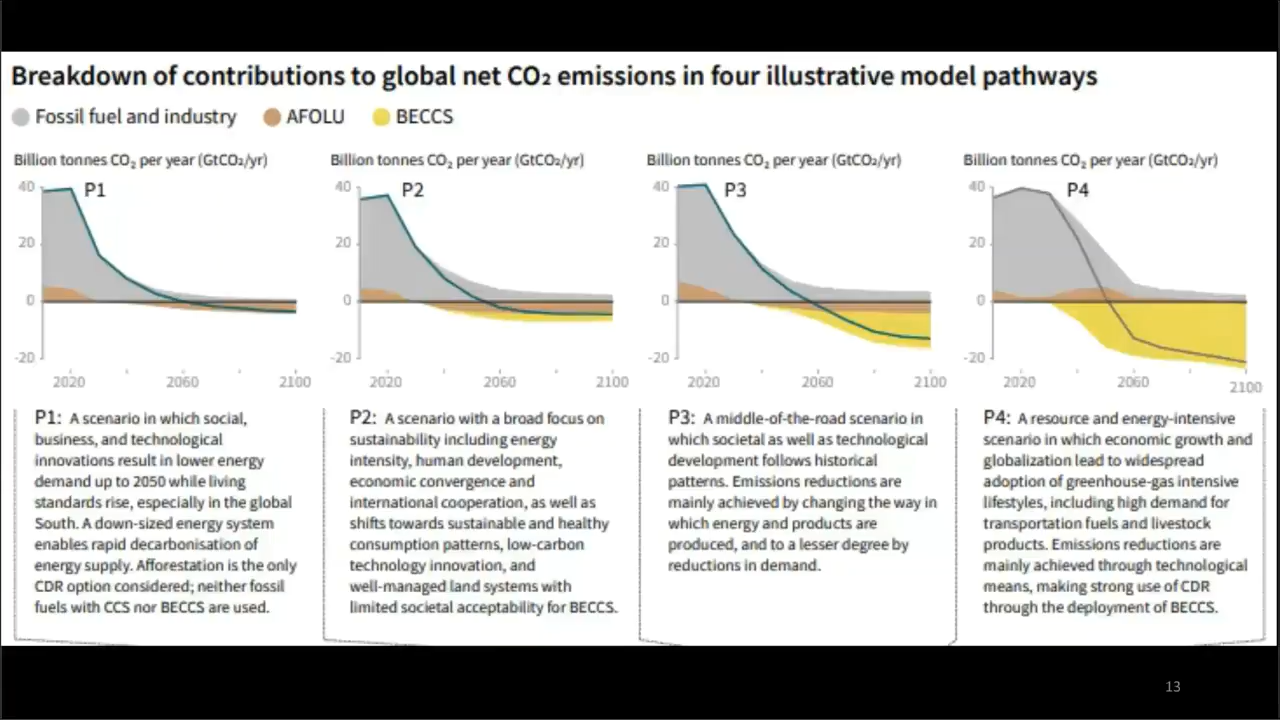 Breakdown of contributions to global net CO₂ emissions in four illustrative model pathways
Fossil fuel and industry AFOLU BECCS
Billion tonnes CO₂ per year (GtCO₂/yr)
P1
40
20
0
-20
2020 2060 2100
P1: A scenario in which social,
business, and technological
innovations result in lower energy
demand up to 2050 while living
standards rise, especially in the global
South. A down-sized energy system
enables rapid decarbonisation of
energy supply. Afforestation is the only
CDR option considered; neither fossil
fuels with CCS nor BECCS are used.
Billion tonnes CO₂ per year (GtCO₂/yr)
P2
40
20
0
-20
2020 2060 2100
P2: A scenario with a broad focus on
sustainability including energy
intensity, human development,
economic convergence and
international cooperation, as well as
shifts towards sustainable and healthy
consumption patterns, low-carbon
technology innovation, and
well-managed land systems with
limited societal acceptability for BECCS.
Billion tonnes CO₂ per year (GtCO₂/yr)
P3
40
20
0
-20
2020 2060 2100
P3: A middle-of-the-road scenario in
which societal as well as technological
development follows historical
patterns. Emissions reductions are
mainly achieved by changing the way in
which energy and products are
produced, and to a lesser degree by
reductions in demand.
Billion tonnes CO₂ per year (GtCO₂/yr)
P4
40
20
0
-20
2020 2060 2100
P4: A resource and energy-intensive
scenario in which economic growth and
globalization lead to widespread
adoption of greenhouse-gas intensive
lifestyles, including high demand for
transportation fuels and livestock
products. Emissions reductions are
mainly achieved through technological
means, making strong use of CDR
through the deployment of BECCS.
13